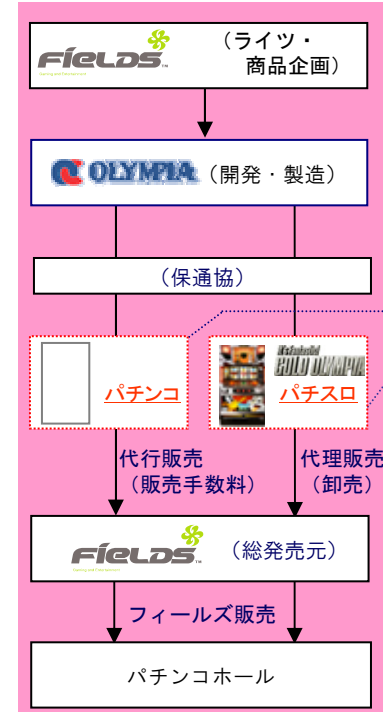 FIELDS
（ライツ・
商品企画）
OLYMPIA （開発・製造）
（保通協）
GOLD OLYMPIA
パチンコ
パチスロ
代行販売
（販売手数料）
代理販売
（卸売）
FIELDS （総発売元）
フィールズ販売
パチンコホール